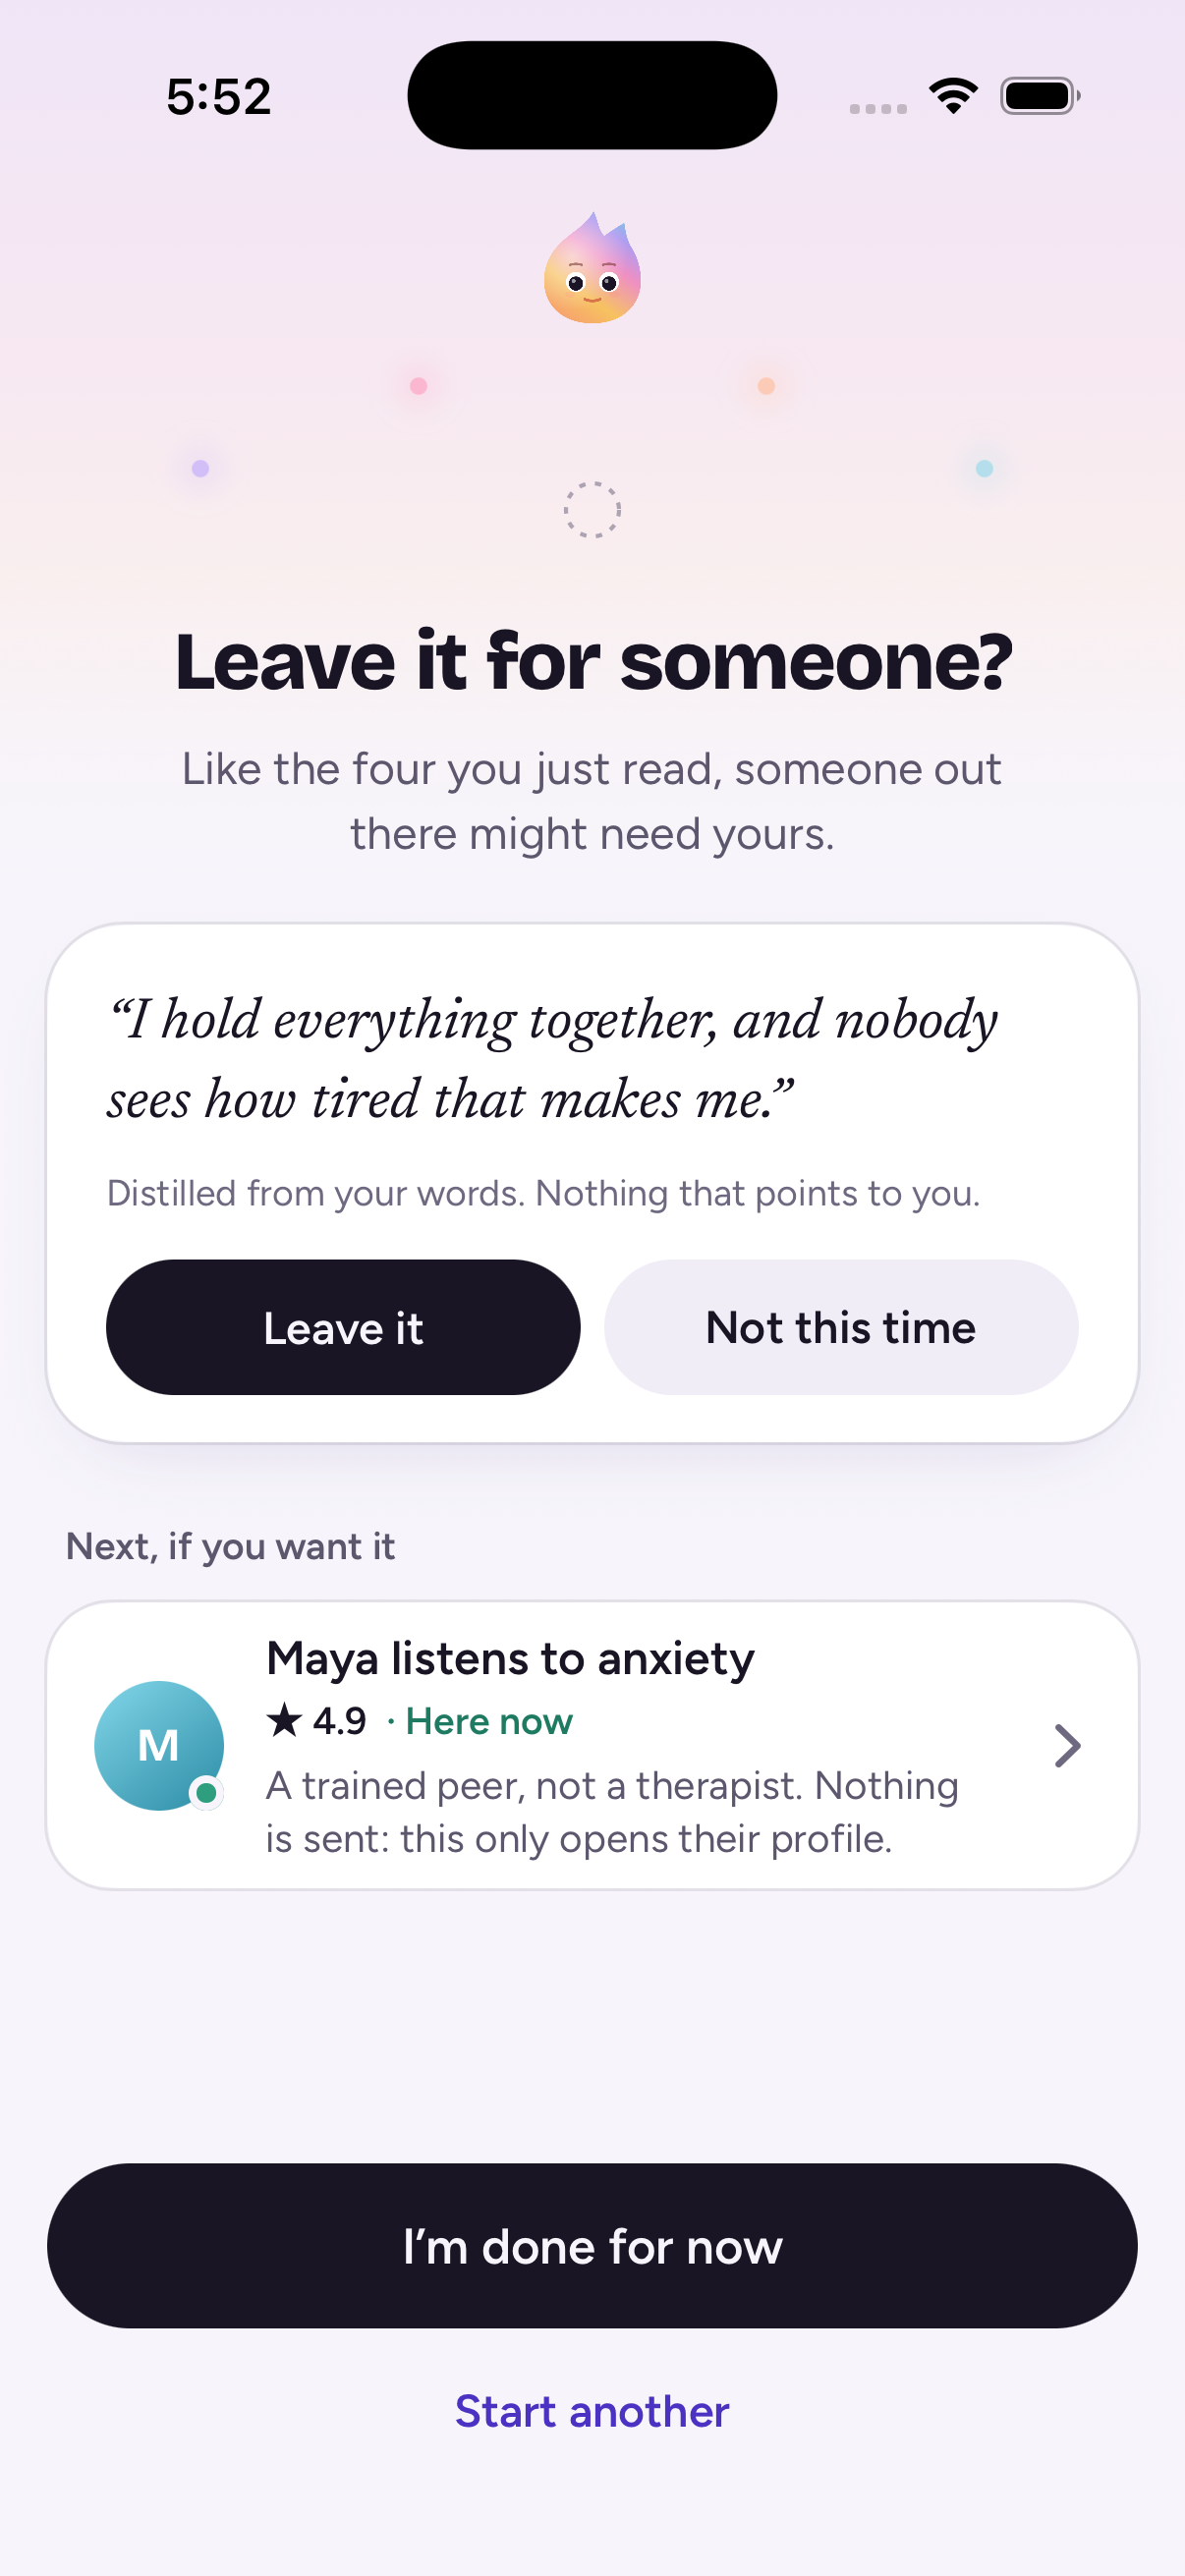 5:52
Leave it for someone?
Like the four you just read, someone out
there might need yours.
“I hold everything together, and nobody
sees how tired that makes me.”
Distilled from your words. Nothing that points to you.
Leave it
Not this time
Next, if you want it
M
Maya listens to anxiety
★ 4.9 · Here now
A trained peer, not a therapist. Nothing
is sent: this only opens their profile.
I’m done for now
Start another